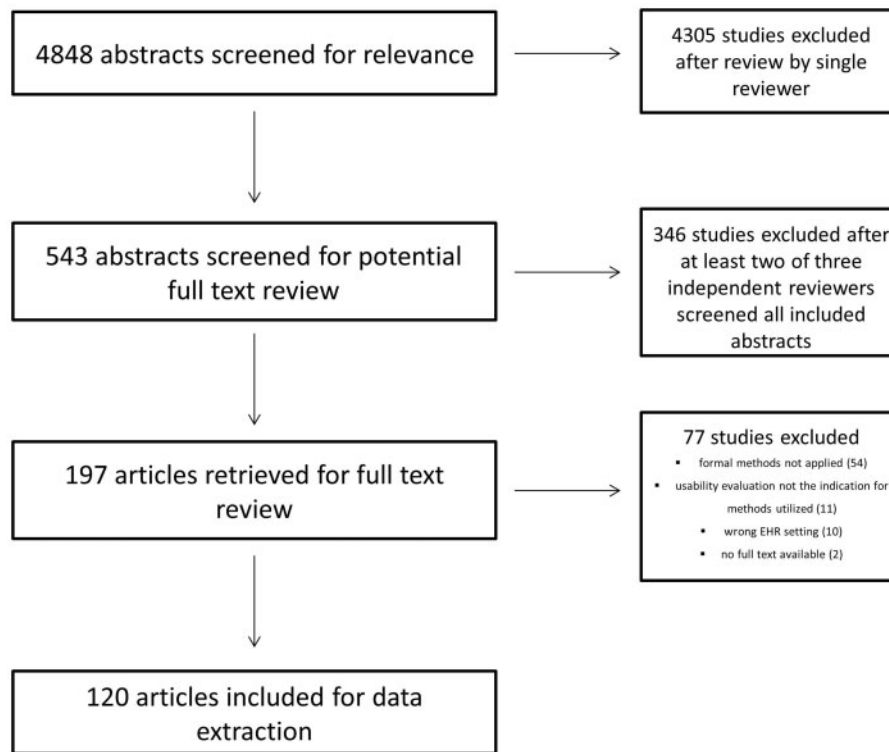 4848 abstracts screened for relevance
4305 studies excluded
after review by single
reviewer
543 abstracts screened for potential
full text review
346 studies excluded after
at least two of three
independent reviewers
screened all included
abstracts
197 articles retrieved for full text
review
77 studies excluded
▪ formal methods not applied (54)
▪ usability evaluation not the indication for
methods utilized (11)
▪ wrong EHR setting (10)
▪ no full text available (2)
120 articles included for data
extraction